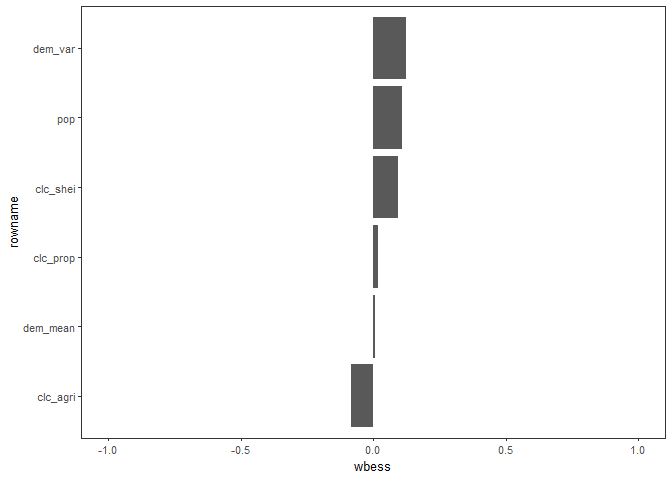 dem_var
pop
clc_shei
clc_prop
dem_mean
clc_agri
rowname
-1.0 -0.5 0.0 0.5 1.0
wbess